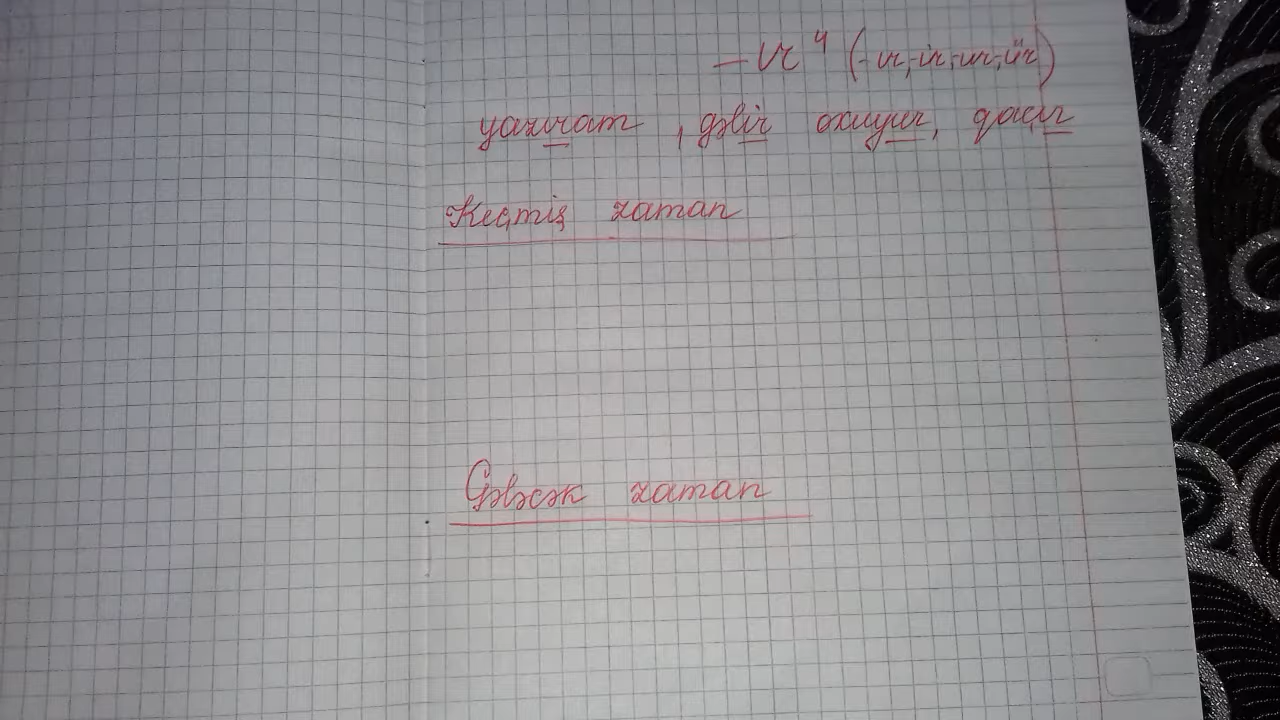 -ır⁴ (-ır,-ir,-ur,-ür)
yazıram, gəlir oxuyur, qaçır
Keçmiş zaman
Gələcək zaman